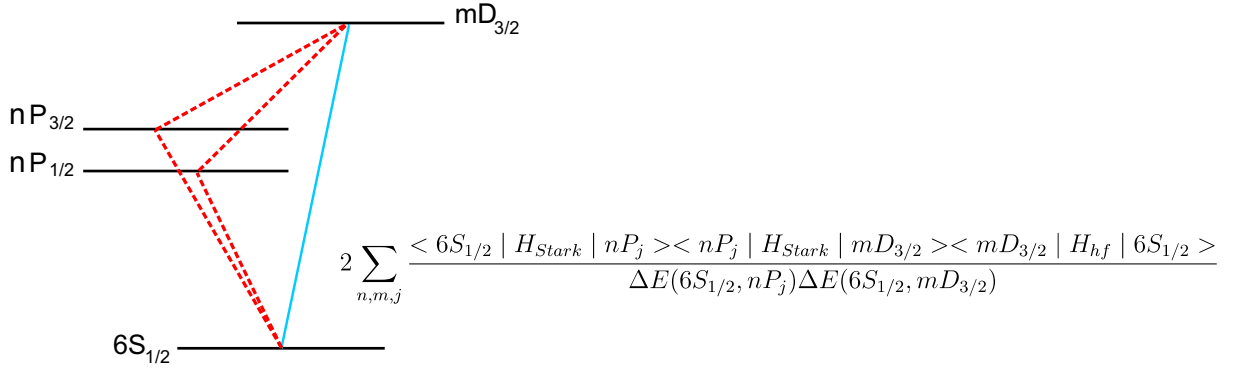 mD3/2
nP3/2
nP1/2
2 ∑n,m,j < 6S1/2 | HStark | nPj >< nPj | HStark | mD3/2 >< mD3/2 | Hhf | 6S1/2 > / ΔE(6S1/2, nPj)ΔE(6S1/2, mD3/2)
6S1/2